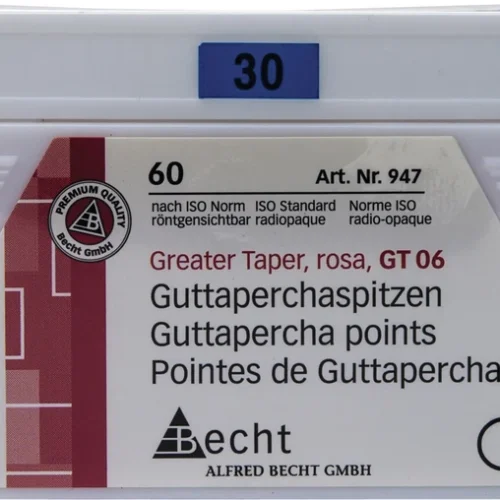 30
60 Art. Nr. 947
nach ISO Norm ISO Standard Norme ISO
röntgensichtbar radiopaque radio-opaque
PREMIUM QUALITY
B
Becht GmbH
Greater Taper, rosa, GT 06
Guttaperchaspitzen
Guttapercha points
Pointes de Guttapercha
Becht
ALFRED BECHT GMBH